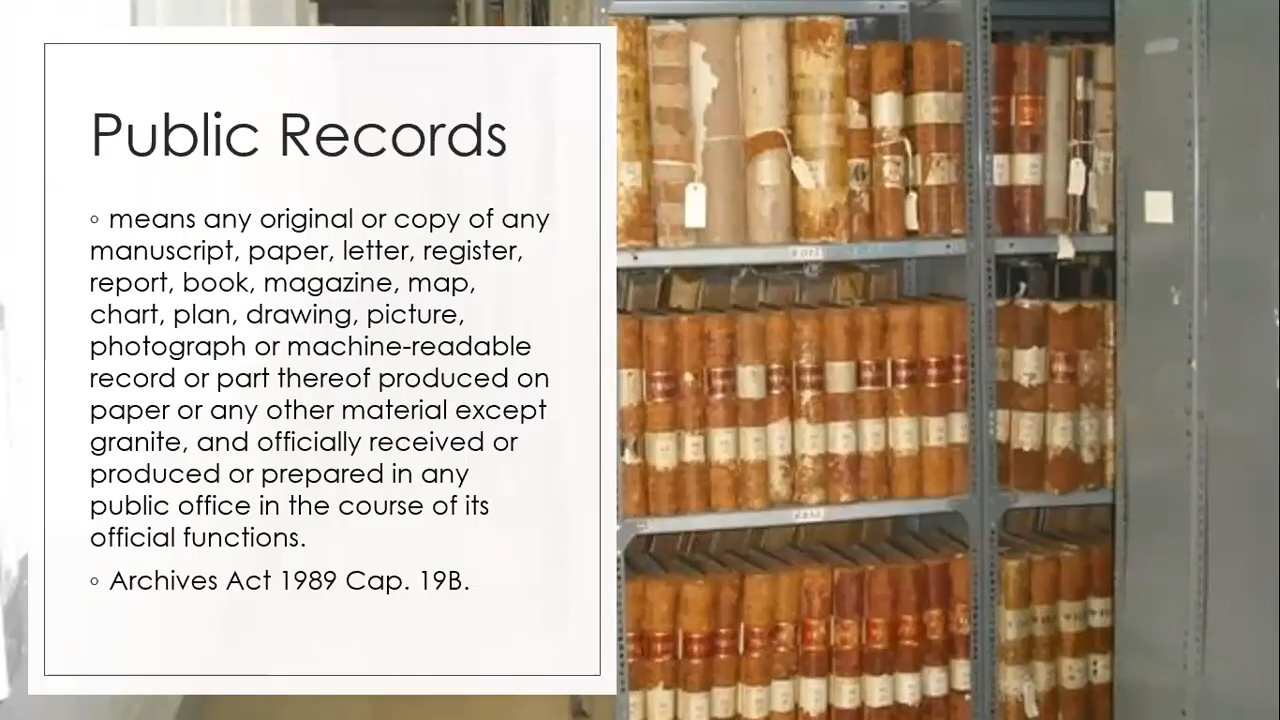 Public Records
◦ means any original or copy of any
manuscript, paper, letter, register,
report, book, magazine, map,
chart, plan, drawing, picture,
photograph or machine-readable
record or part thereof produced on
paper or any other material except
granite, and officially received or
produced or prepared in any
public office in the course of its
official functions.
◦ Archives Act 1989 Cap. 19B.